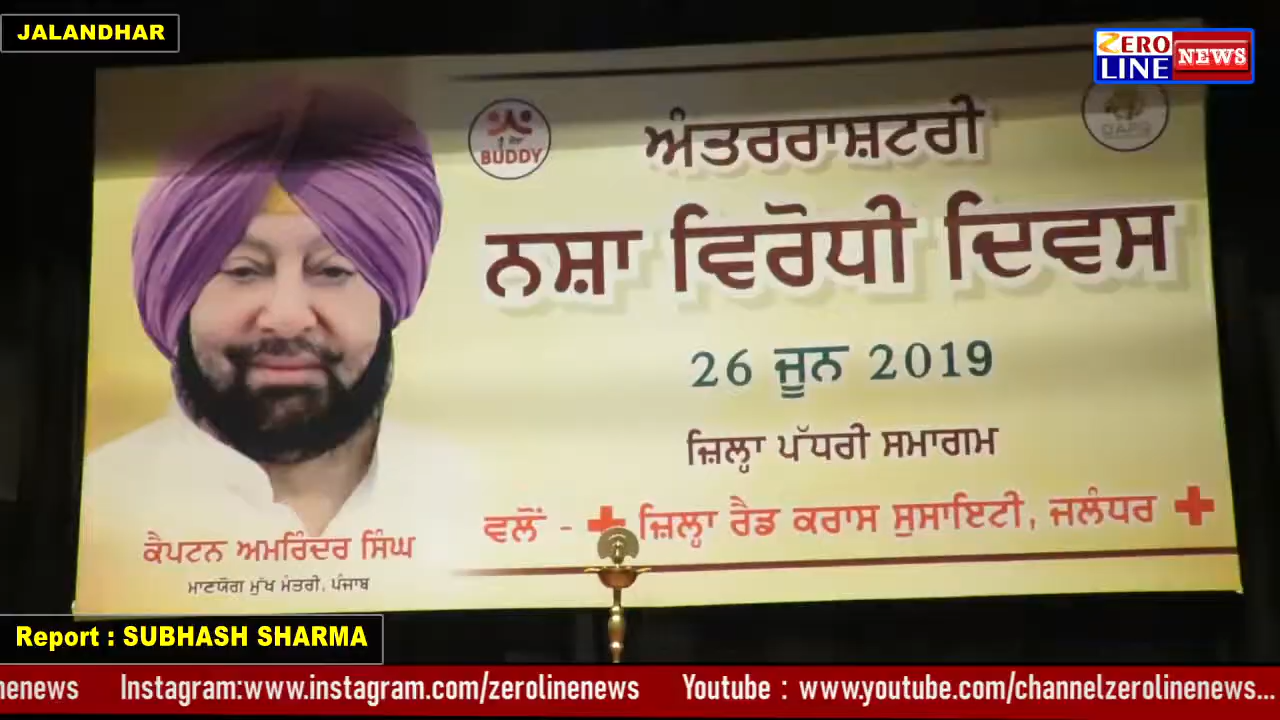 JALANDHAR
ZERO
LINE NEWS
BUDDY
ਅੰਤਰਰਾਸ਼ਟਰੀ
ਨਸ਼ਾ ਵਿਰੋਧੀ ਦਿਵਸ
26 ਜੂਨ 2019
ਜ਼ਿਲ੍ਹਾ ਪੱਧਰੀ ਸਮਾਗਮ
ਵਲੋਂ - ਜ਼ਿਲ੍ਹਾ ਰੈਡ ਕਰਾਸ ਸੁਸਾਇਟੀ, ਜਲੰਧਰ
ਕੈਪਟਨ ਅਮਰਿੰਦਰ ਸਿੰਘ
ਮਾਣਯੋਗ ਮੁੱਖ ਮੰਤਰੀ, ਪੰਜਾਬ
Report : SUBHASH SHARMA
nenews Instagram:www.instagram.com/zerolinenews Youtube : www.youtube.com/channelzerolinenews...